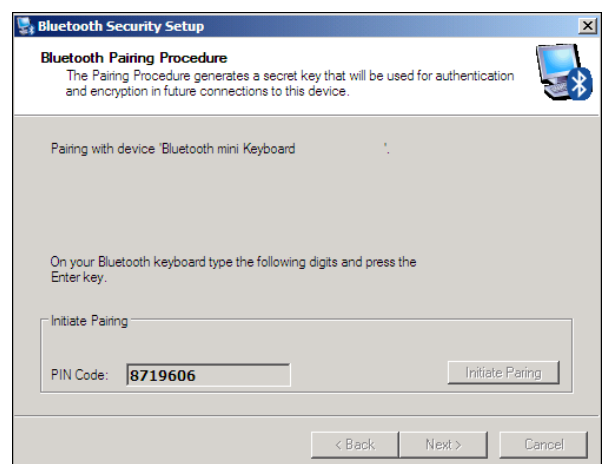 Bluetooth Security Setup
Bluetooth Pairing Procedure
The Pairing Procedure generates a secret key that will be used for authentication
and encryption in future connections to this device.
Pairing with device 'Bluetooth mini Keyboard '.
On your Bluetooth keyboard type the following digits and press the
Enter key.
Initiate Pairing
PIN Code: 8719606 Initiate Paring
< Back Next > Cancel